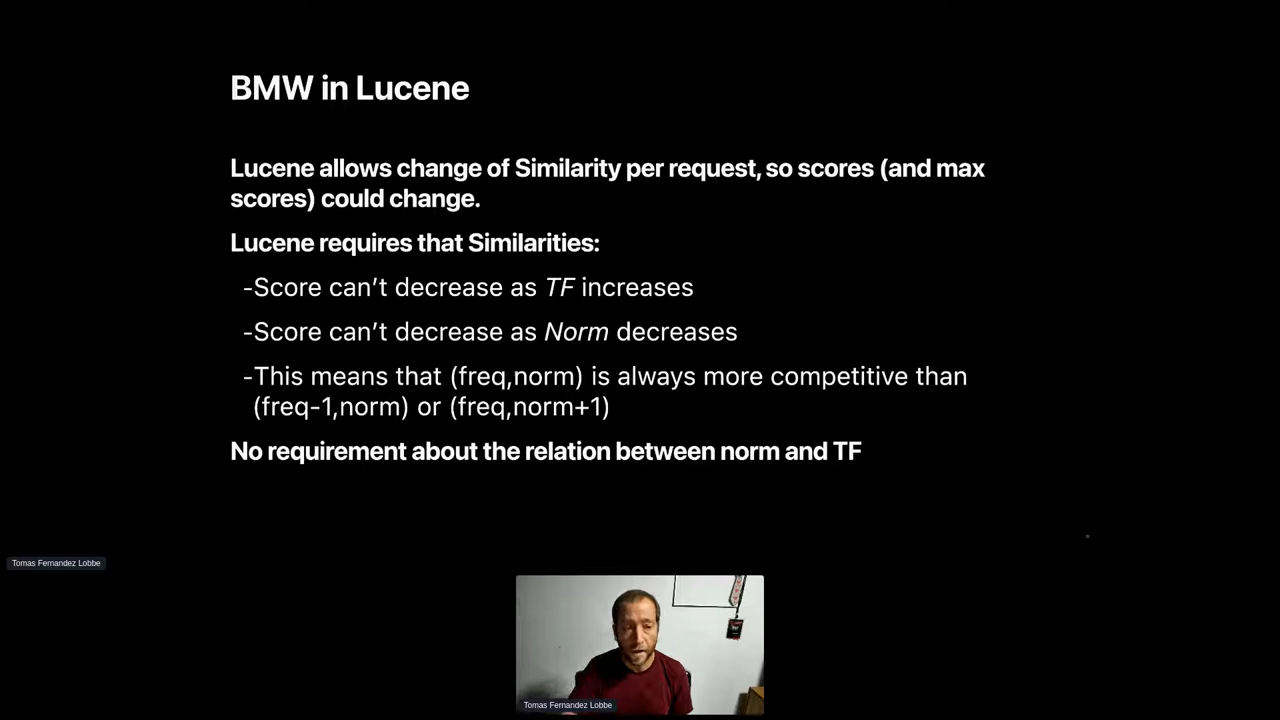 BMW in Lucene
Lucene allows change of Similarity per request, so scores (and max
scores) could change.
Lucene requires that Similarities:
-Score can’t decrease as TF increases
-Score can’t decrease as Norm decreases
-This means that (freq,norm) is always more competitive than
(freq-1,norm) or (freq,norm+1)
No requirement about the relation between norm and TF
Tomas Fernandez Lobbe
Tomas Fernandez Lobbe